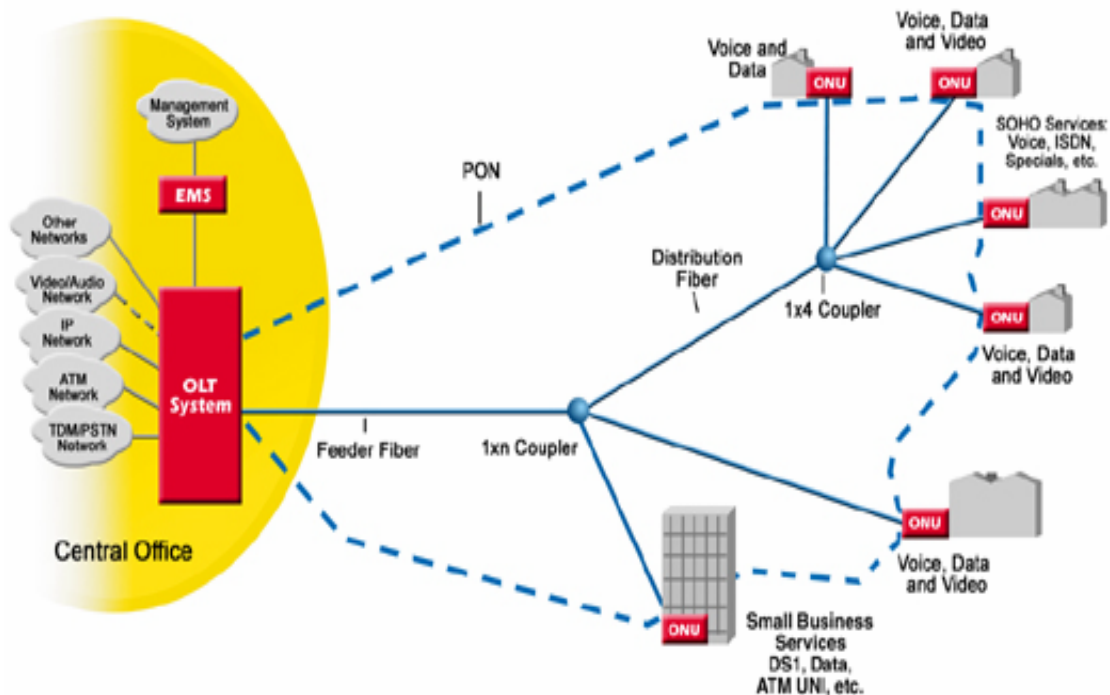 Voice, Data
and Video
Voice and
Data
ONU
ONU
Management
System
SOHO Services:
Voice, ISDN,
Specials, etc.
PON
EMS
ONU
Other
Networks
Distribution
Fiber
Video/Audio
Network
1x4 Coupler
ONU
IP
Network
Voice, Data
and Video
ATM
Network
OLT
System
TDM/PSTN
Network
Feeder Fiber
1xn Coupler
ONU
Central Office
Voice, Data
and Video
ONU
Small Business
Services
DS1, Data,
ATM UNI, etc.